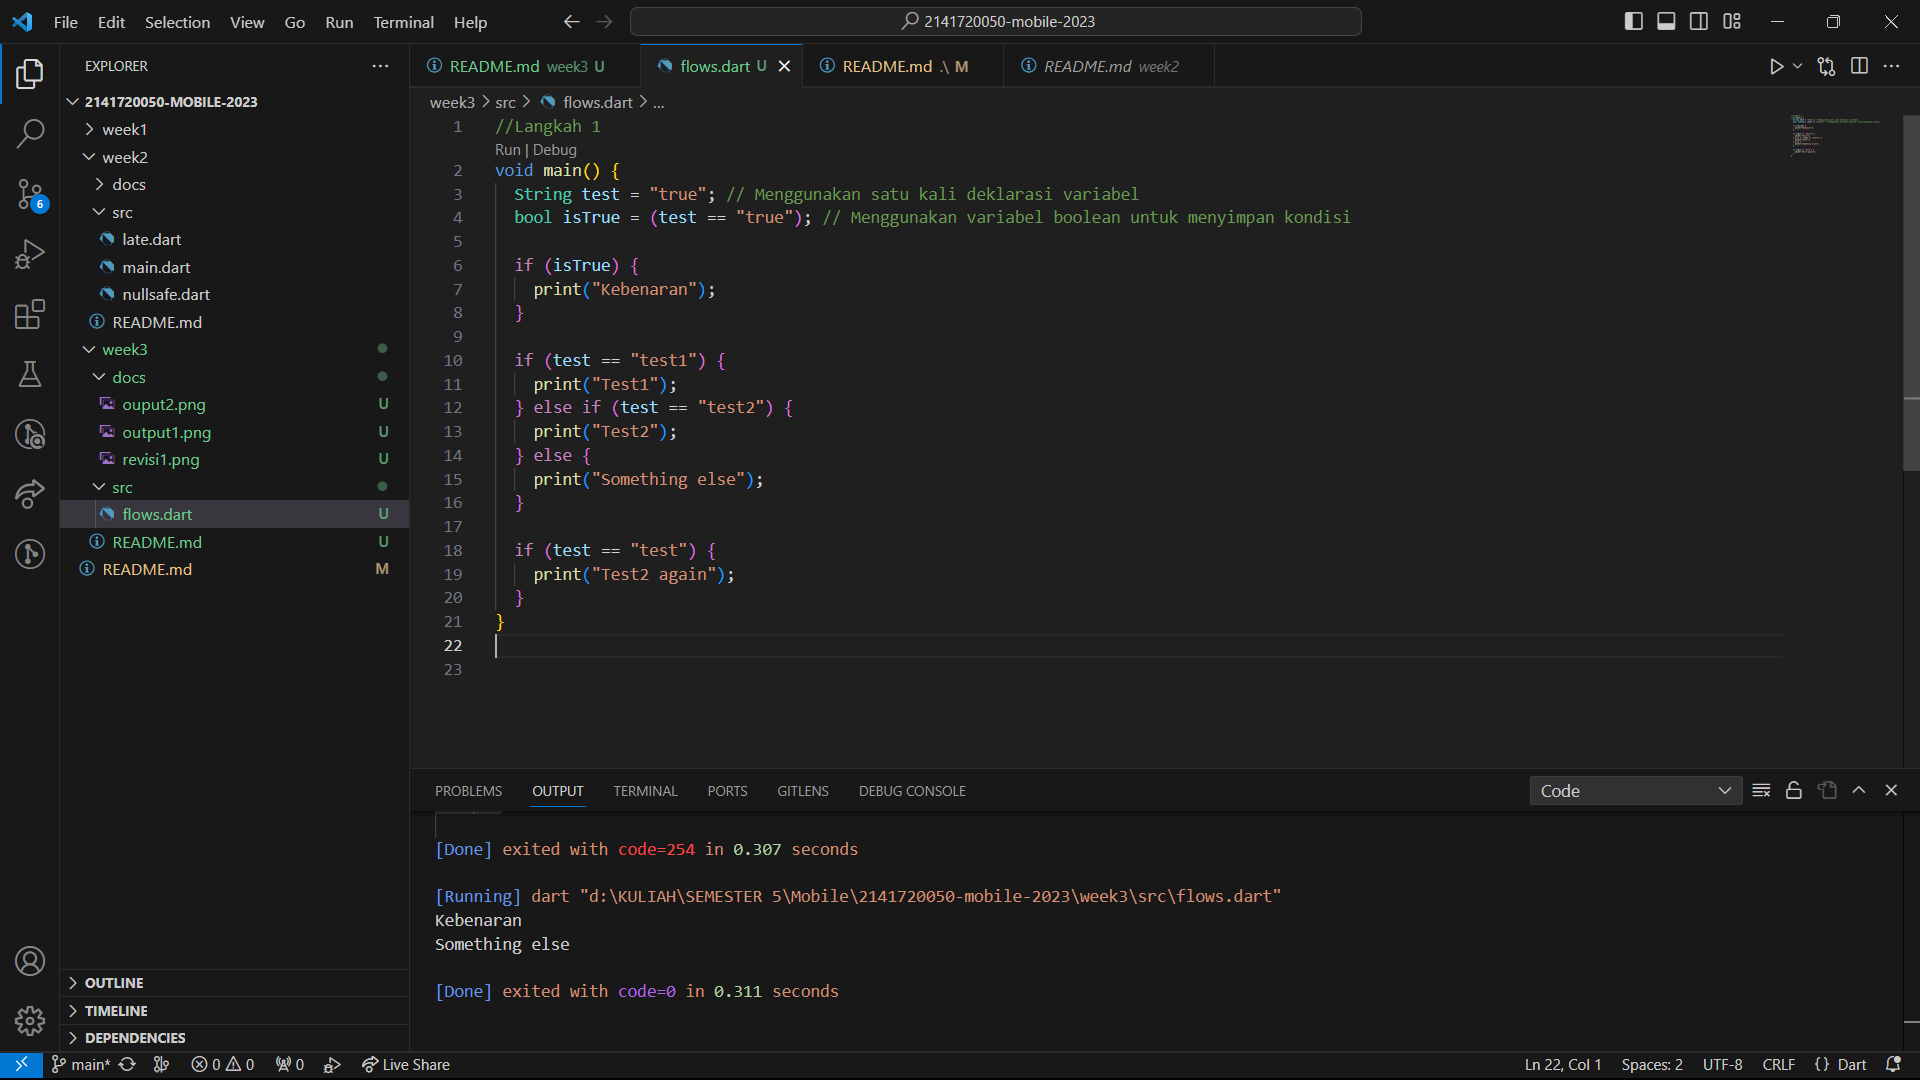 File Edit Selection View Go Run Terminal Help
2141720050-mobile-2023
EXPLORER
2141720050-MOBILE-2023
week1
week2
docs
src
late.dart
main.dart
nullsafe.dart
README.md
week3
docs
ouput2.png U
output1.png U
revisi1.png U
src
flows.dart U
README.md U
README.md M
OUTLINE
TIMELINE
DEPENDENCIES
6
README.md week3 U
flows.dart U
README.md .\ M
README.md week2
week3 > src > flows.dart > ...
1 //Langkah 1
Run | Debug
2 void main() {
3 String test = "true"; // Menggunakan satu kali deklarasi variabel
4 bool isTrue = (test == "true"); // Menggunakan variabel boolean untuk menyimpan kondisi
5
6 if (isTrue) {
7 print("Kebenaran");
8 }
9
10 if (test == "test1") {
11 print("Test1");
12 } else if (test == "test2") {
13 print("Test2");
14 } else {
15 print("Something else");
16 }
17
18 if (test == "test") {
19 print("Test2 again");
20 }
21 }
22
23
PROBLEMS OUTPUT TERMINAL PORTS GITLENS DEBUG CONSOLE
Code
[Done] exited with code=254 in 0.307 seconds
[Running] dart "d:\KULIAH\SEMESTER 5\Mobile\2141720050-mobile-2023\week3\src\flows.dart"
Kebenaran
Something else
[Done] exited with code=0 in 0.311 seconds
main* 0 0 0 Live Share
Ln 22, Col 1 Spaces: 2 UTF-8 CRLF {} Dart